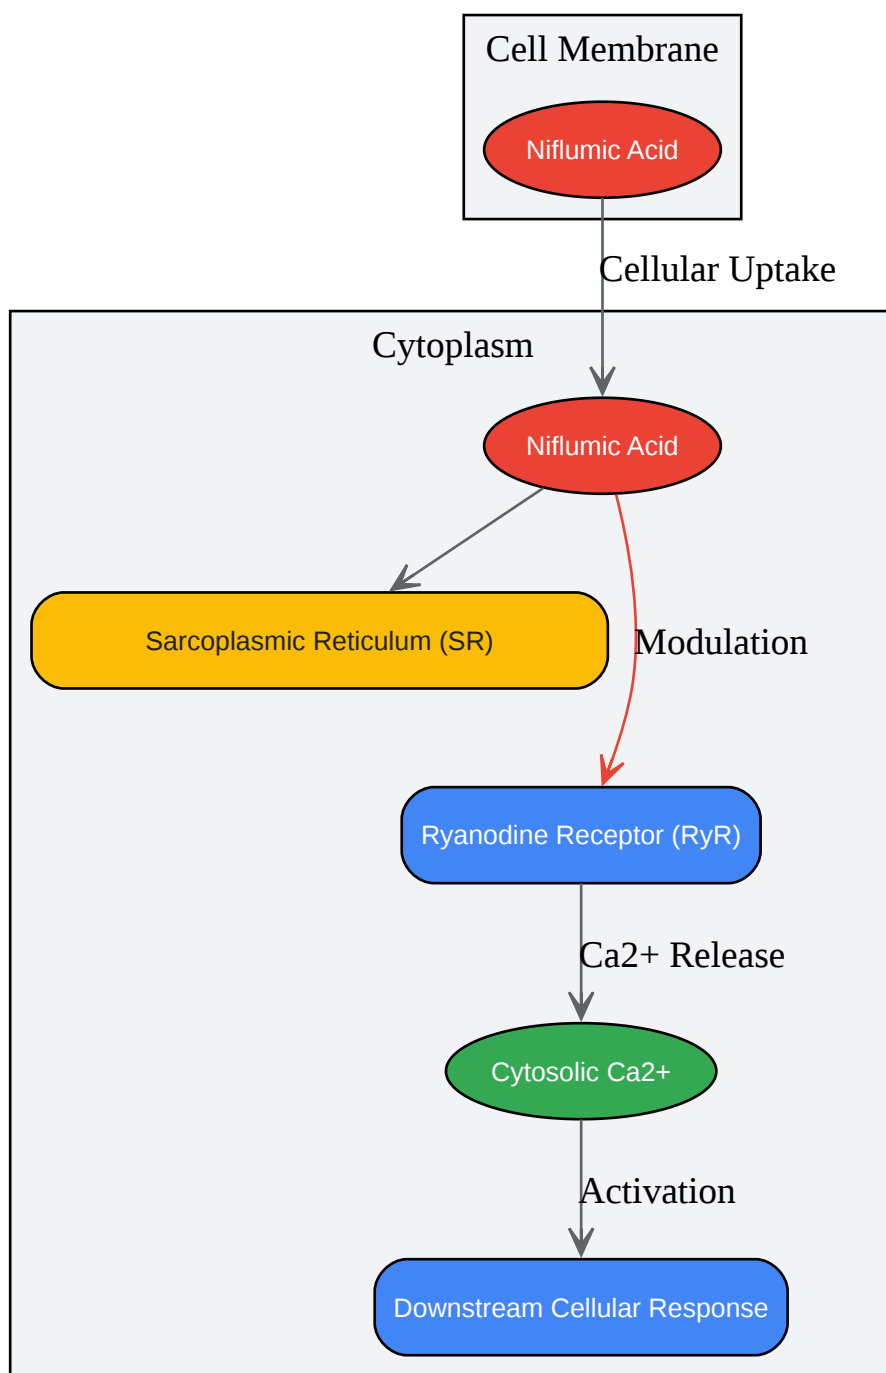 Cell Membrane
Niflumic Acid
Cellular Uptake
Cytoplasm
Niflumic Acid
Sarcoplasmic Reticulum (SR)
Modulation
Ryanodine Receptor (RyR)
Ca2+ Release
Cytosolic Ca2+
Activation
Downstream Cellular Response